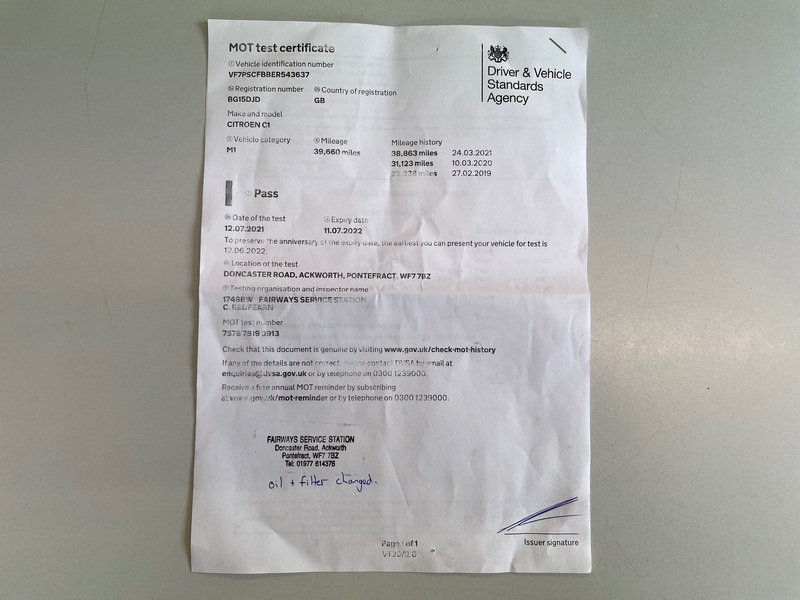 MOT test certificate
Vehicle identification number
VF7PSCFBBER543637
Registration number
Country of registration
BG15DJD
GB
Make and model
CITROEN C1
Vehicle category
Mileage
Mileage history
M1
39,660 miles
38,863 miles 24.03.2021
31,123 miles 10.03.2020
miles 27.02.2019
Driver & Vehicle
Standards
Agency
Pass
Date of the test
Expiry date
12.07.2021
11.07.2022
To preserve the anniversary of the expiry date, the earliest you can present your vehicle for test is
12.06.2022.
Location of the test
DONCASTER ROAD, ACKWORTH, PONTEFRACT, WF7 7BZ
Testing organisation and inspector name
1748BW FAIRWAYS SERVICE STATION
C. REDFEARN
MOT test number
7819
Check that this document is genuine by visiting www.gov.uk/check-mot-history
If any of the details are not correct, please contact DVSA by email at
enquiries@dvsa.gov.uk or by telephone on 0300 1239000.
Receive a free annual MOT reminder by subscribing
at www.gov.uk/mot-reminder or by telephone on 0300 1239000.
FAIRWAYS SERVICE STATION
Doncaster Road, Ackworth
Pontefract, WF7 7BZ
Tel: 01977 614376
oil + filter changed.
Issuer signature
Page 1 of 1
VT20/2.0